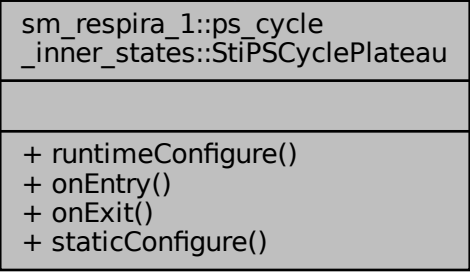 sm_respira_1::ps_cycle
_inner_states::StiPSCyclePlateau
+ runtimeConfigure()
+ onEntry()
+ onExit()
+ staticConfigure()